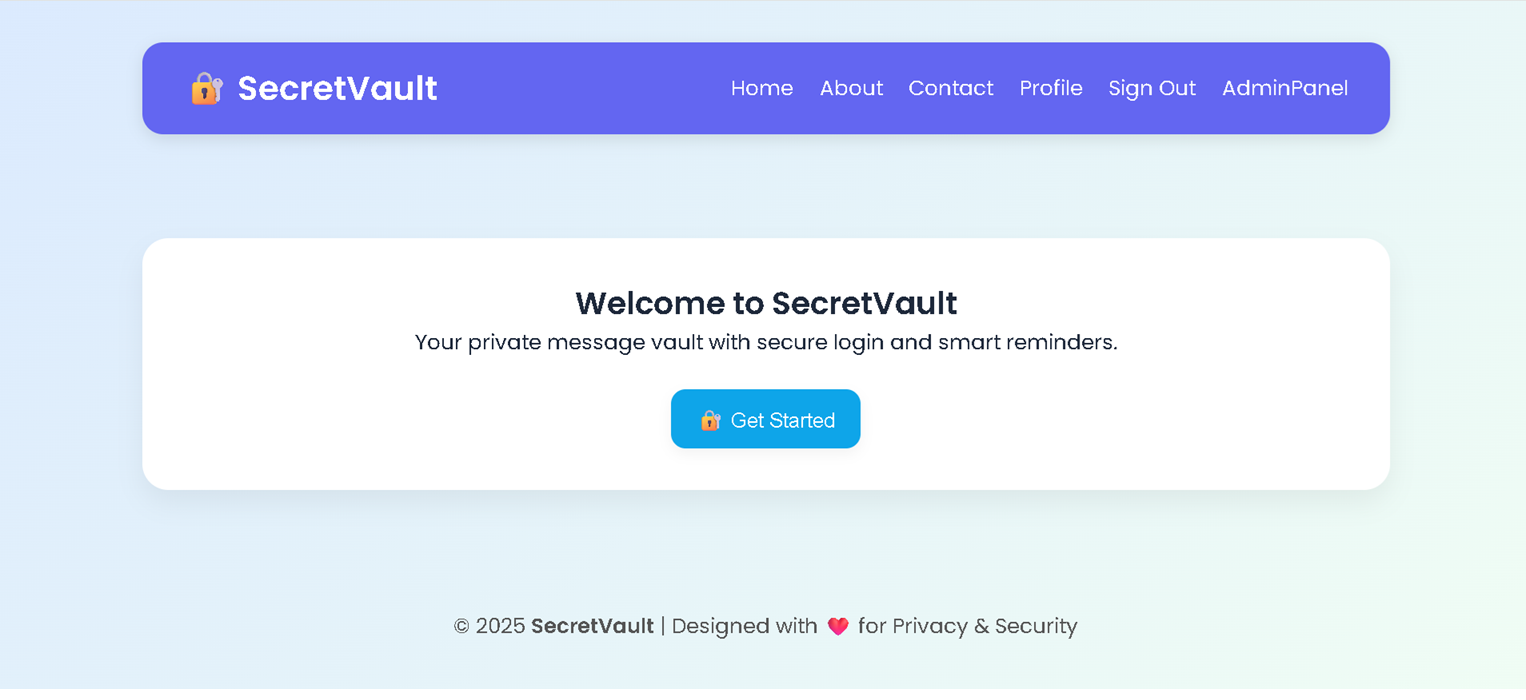 🔐 SecretVault
Home About Contact Profile Sign Out AdminPanel
Welcome to SecretVault
Your private message vault with secure login and smart reminders.
🔐 Get Started
© 2025 SecretVault | Designed with ❤️ for Privacy & Security